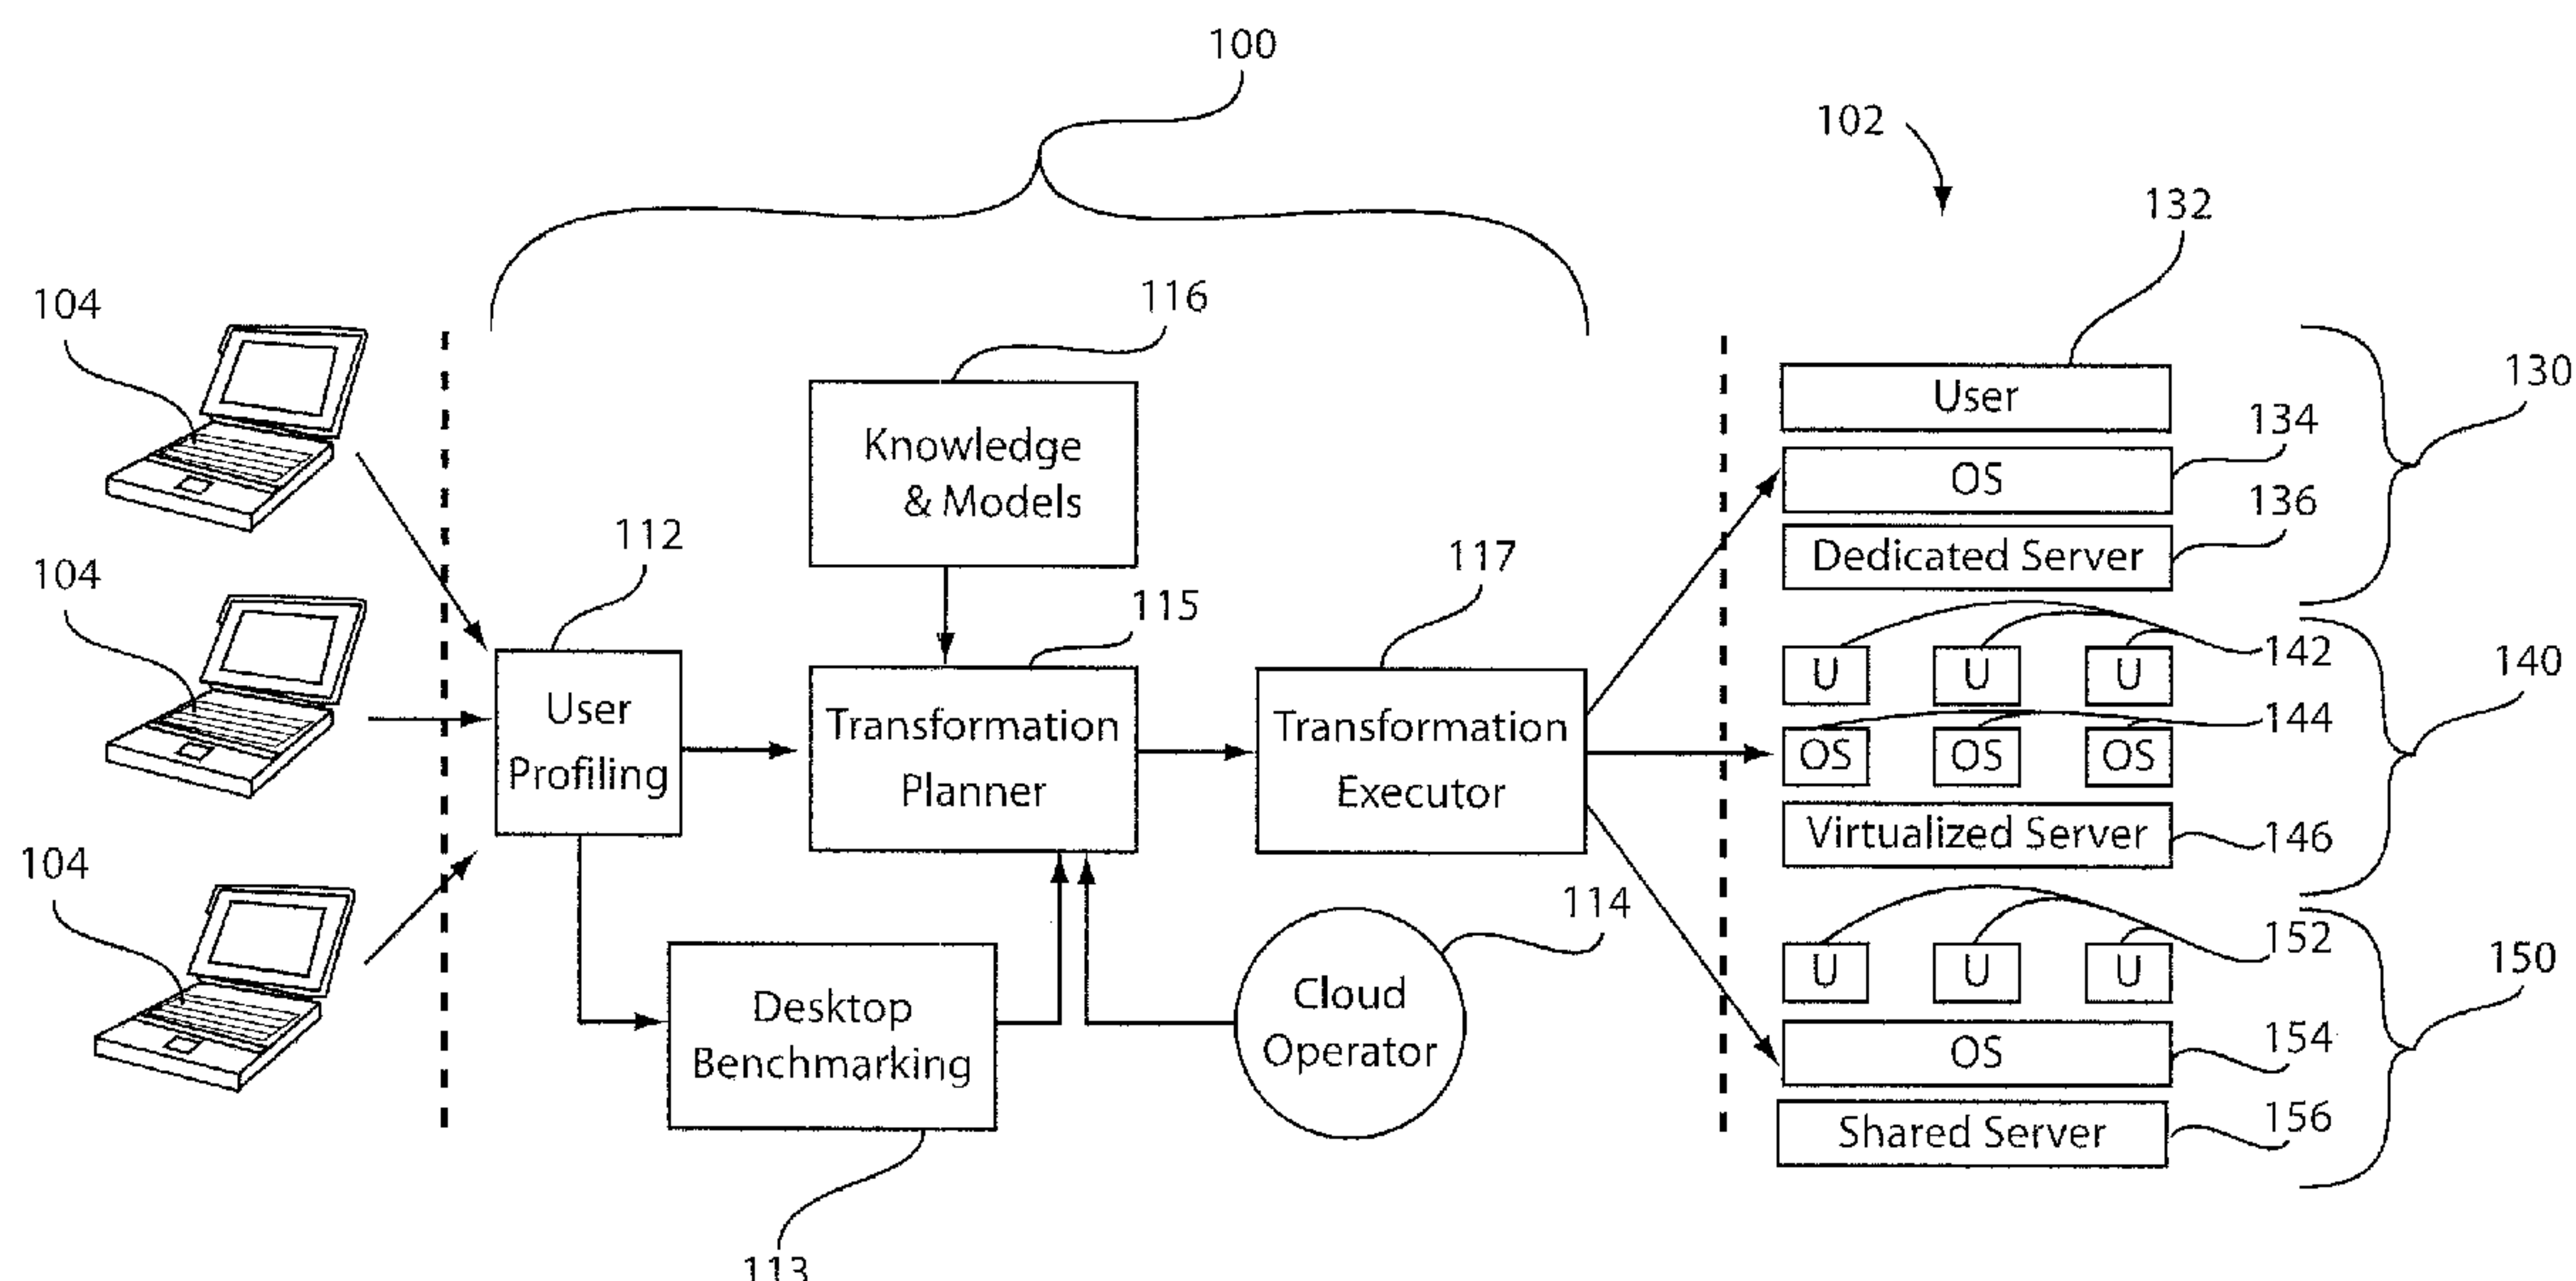 100
102
132
104
116
130
User
134
Knowledge
& Models
OS
136
112
117
Dedicated Server
104
115
142
140
U U U
User
Profiling
Transformation
Planner
Transformation
Executor
144
OS OS OS
Virtualized Server
146
104
114
152
150
U U U
Desktop
Benchmarking
Cloud
Operator
154
OS
156
Shared Server
113